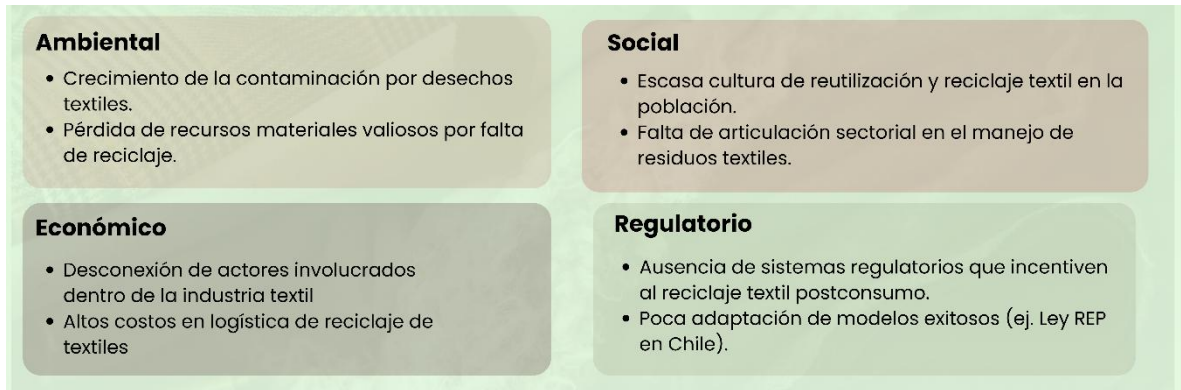 Ambiental
• Crecimiento de la contaminación por desechos
textiles.
• Pérdida de recursos materiales valiosos por falta
de reciclaje.
Social
• Escasa cultura de reutilización y reciclaje textil en la
población.
• Falta de articulación sectorial en el manejo de
residuos textiles.
Económico
• Desconexión de actores involucrados
dentro de la industria textil
• Altos costos en logística de reciclaje de
textiles
Regulatorio
• Ausencia de sistemas regulatorios que incentiven
al reciclaje textil postconsumo.
• Poca adaptación de modelos exitosos (ej. Ley REP
en Chile).